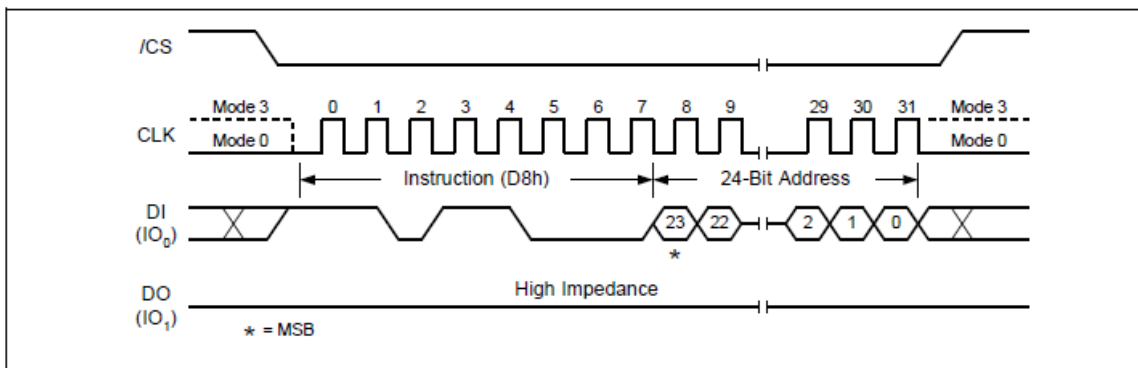 /CS
Mode 3 0 1 2 3 4 5 6 7 8 9 29 30 31 Mode 3
CLK
Mode 0 Mode 0
Instruction (D8h) 24-Bit Address
DI
(IO0) 23 22 2 1 0
*
High Impedance
DO
(IO1)
* = MSB